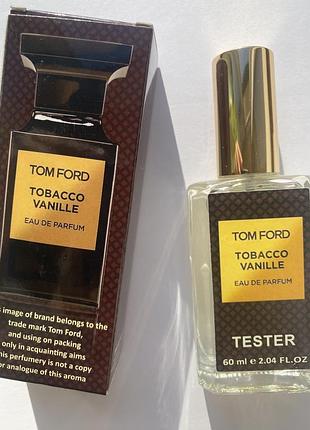 TOM FORD
TOBACCO
VANILLE
EAU DE PARFUM
image of brand belongs to the
trade mark Tom Ford,
and using on packing
only in acquainting aims
his perfumery is not a copy
or analogue of this aroma
TOM FORD
TOBACCO VANILLE
EAU DE PARFUM
TESTER
60 ml e 2.04 FL.OZ